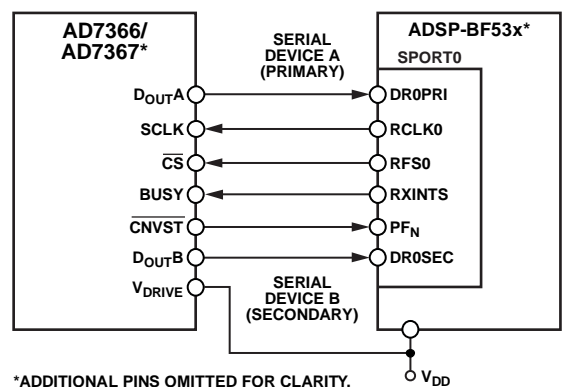 AD7366/
AD7367*
ADSP-BF53x*
SERIAL
DEVICE A
(PRIMARY)
SPORT0
DOUTA
DR0PRI
SCLK
RCLK0
CS
RFS0
BUSY
RXINTS
CNVST
PFN
DOUTB
DR0SEC
VDRIVE
SERIAL
DEVICE B
(SECONDARY)
VDD
*ADDITIONAL PINS OMITTED FOR CLARITY.